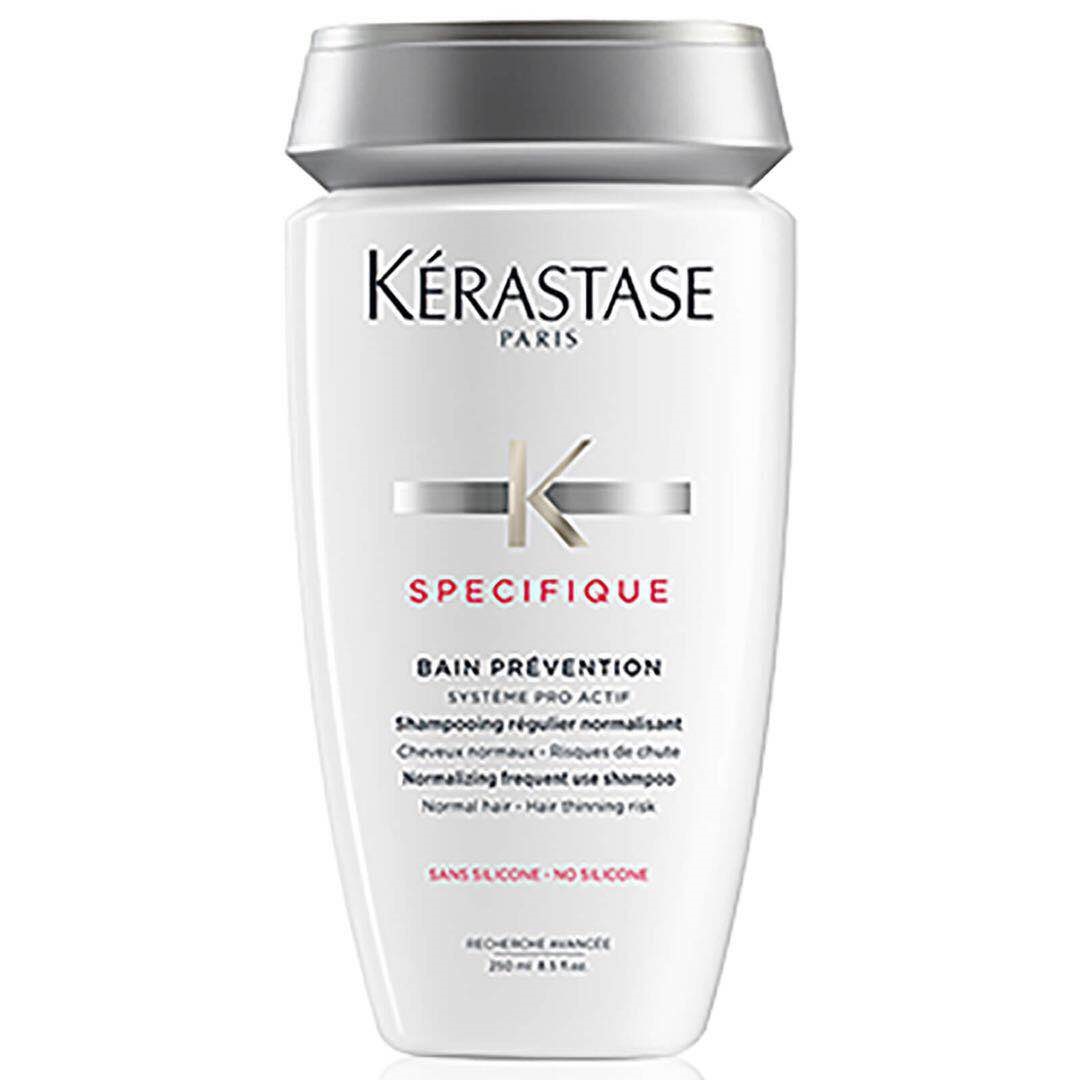 KÉRASTASE
PARIS
K
SPECIFIQUE
BAIN PRÉVENTION
SYSTÈME PRO ACTIF
Shampooing régulier normalisant
Cheveux normaux - Risques de chute
Normalizing frequent use shampoo
Normal hair - Hair thinning risk
SANS SILICONE - NO SILICONE
RECHERCHE AVANCÉE
250 ml 8.5 fl.oz.